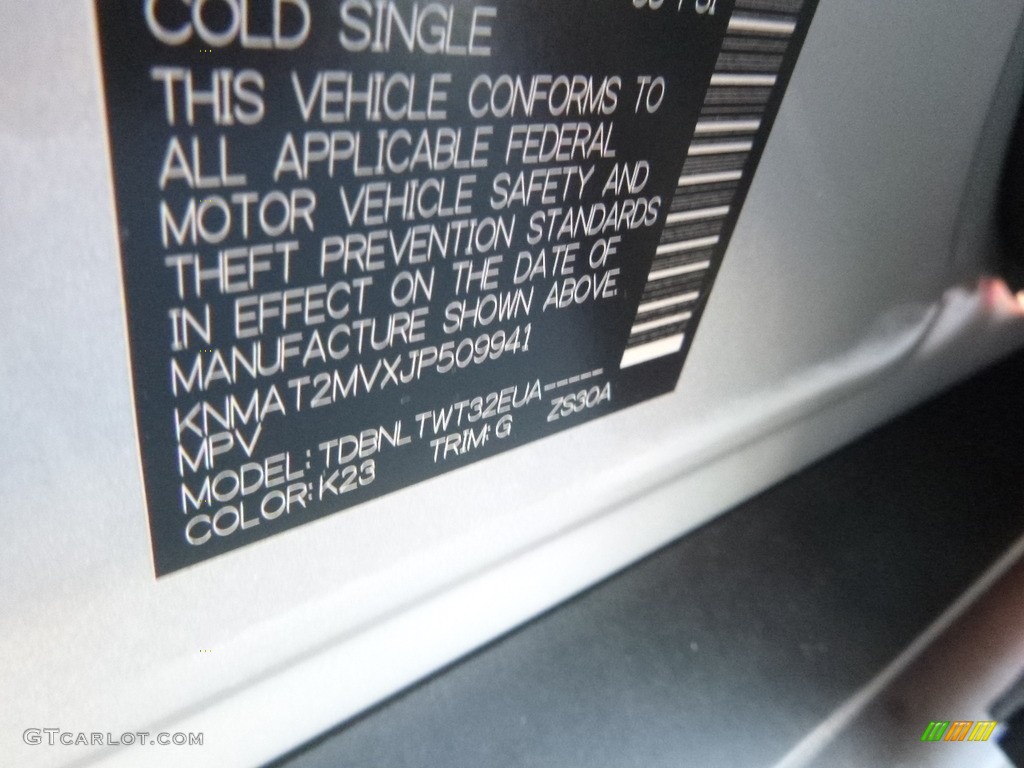 COLD SINGLE
THIS VEHICLE CONFORMS TO
ALL APPLICABLE FEDERAL
MOTOR VEHICLE SAFETY AND
THEFT PREVENTION STANDARDS
IN EFFECT ON THE DATE OF
MANUFACTURE SHOWN ABOVE.
KNMAT2MVXJP509941
MPV
MODEL: TDBNLTWT32EUA-----
COLOR: K23 TRIM: G ZS30A
GTCARLOT.COM